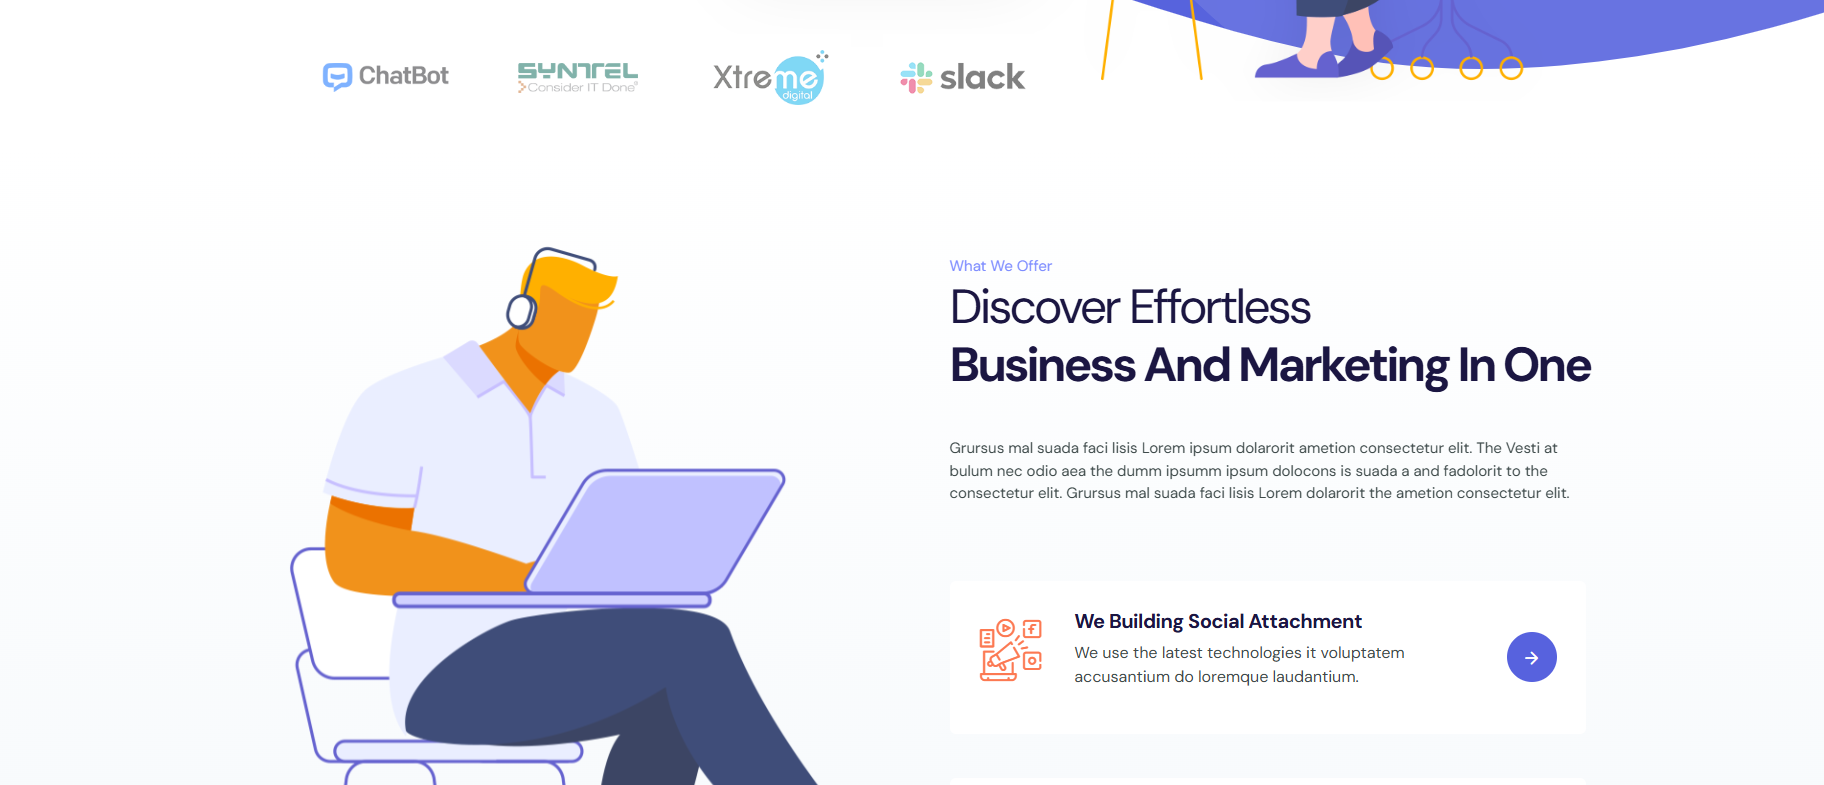 ChatBot
SYNTEL
Consider IT Done
Xtreme
digital
slack
What We Offer
Discover Effortless
Business And Marketing In One
Grursus mal suada faci lisis Lorem ipsum dolarorit ametion consectetur elit. The Vesti at
bulum nec odio aea the dumm ipsumm ipsum dolocons is suada a and fadolorit to the
consectetur elit. Grursus mal suada faci lisis Lorem dolarorit the ametion consectetur elit.
We Building Social Attachment
We use the latest technologies it voluptatem
accusantium do loremque laudantium.